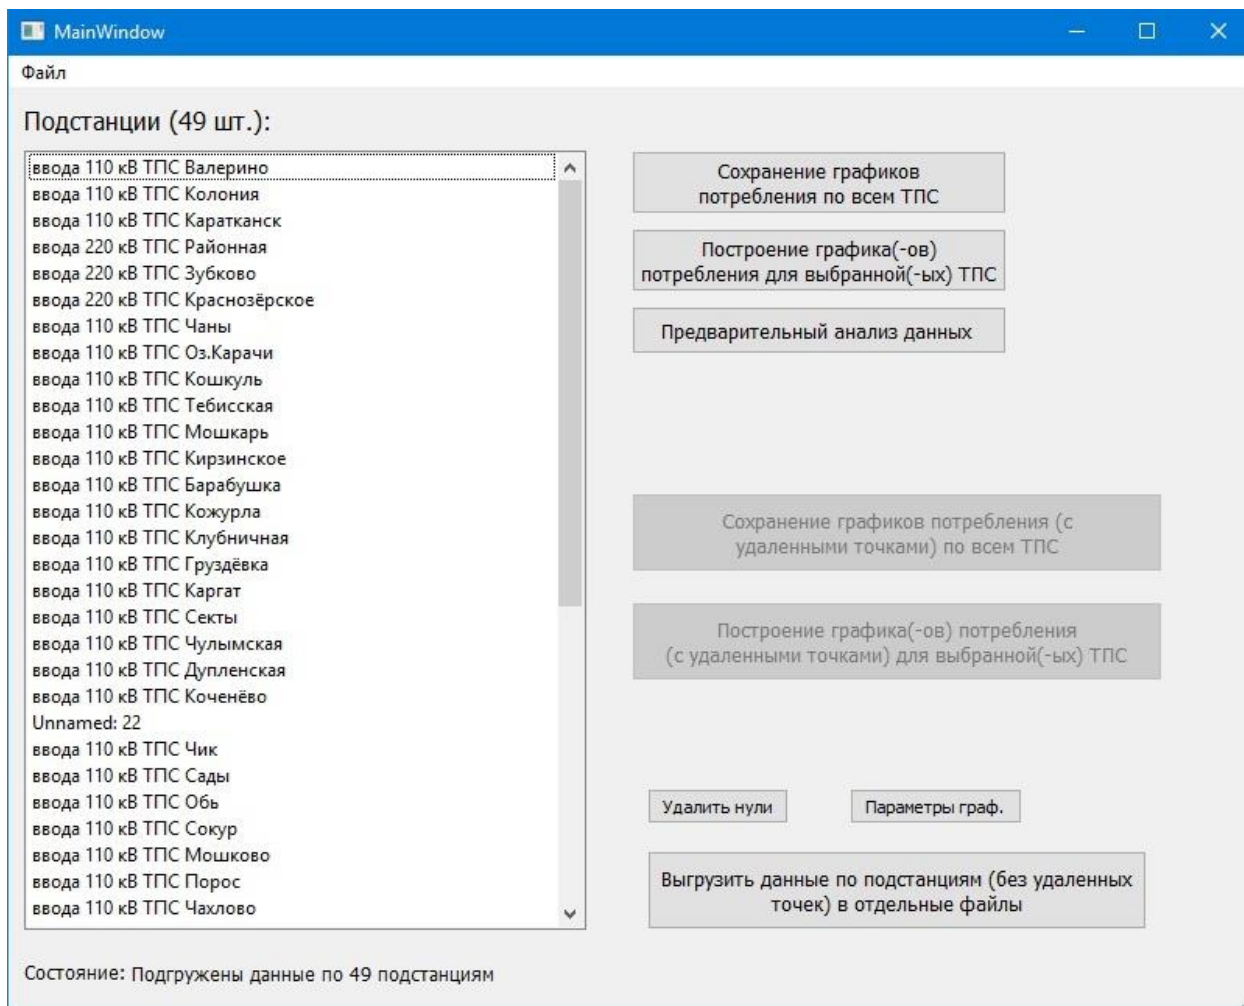 MainWindow
Файл
Подстанции (49 шт.):
ввода 110 кВ ТПС Валерино
ввода 110 кВ ТПС Колония
ввода 110 кВ ТПС Каратканск
ввода 220 кВ ТПС Районная
ввода 220 кВ ТПС Зубково
ввода 220 кВ ТПС Краснозёрское
ввода 110 кВ ТПС Чаны
ввода 110 кВ ТПС Оз.Карачи
ввода 110 кВ ТПС Кошкуль
ввода 110 кВ ТПС Тебисская
ввода 110 кВ ТПС Мошкарь
ввода 110 кВ ТПС Кирзинское
ввода 110 кВ ТПС Барабушка
ввода 110 кВ ТПС Кожурла
ввода 110 кВ ТПС Клубничная
ввода 110 кВ ТПС Груздёвка
ввода 110 кВ ТПС Каргат
ввода 110 кВ ТПС Секты
ввода 110 кВ ТПС Чулымская
ввода 110 кВ ТПС Дупленская
ввода 110 кВ ТПС Коченёво
Unnamed: 22
ввода 110 кВ ТПС Чик
ввода 110 кВ ТПС Сады
ввода 110 кВ ТПС Обь
ввода 110 кВ ТПС Сокур
ввода 110 кВ ТПС Мошково
ввода 110 кВ ТПС Порос
ввода 110 кВ ТПС Чахлово
Сохранение графиков
потребления по всем ТПС
Построение графика(-ов)
потребления для выбранной(-ых) ТПС
Предварительный анализ данных
Сохранение графиков потребления (с
удаленными точками) по всем ТПС
Построение графика(-ов) потребления
(с удаленными точками) для выбранной(-ых) ТПС
Удалить нули
Параметры граф.
Выгрузить данные по подстанциям (без удаленных
точек) в отдельные файлы
Состояние: Подгружены данные по 49 подстанциям